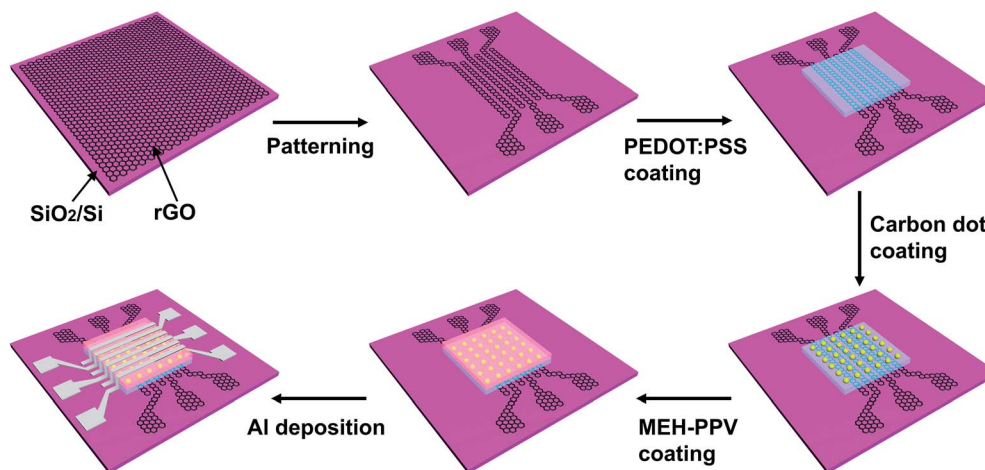 SiO2/Si
rGO
Patterning
PEDOT:PSS
coating
Carbon dot
coating
MEH-PPV
coating
Al deposition